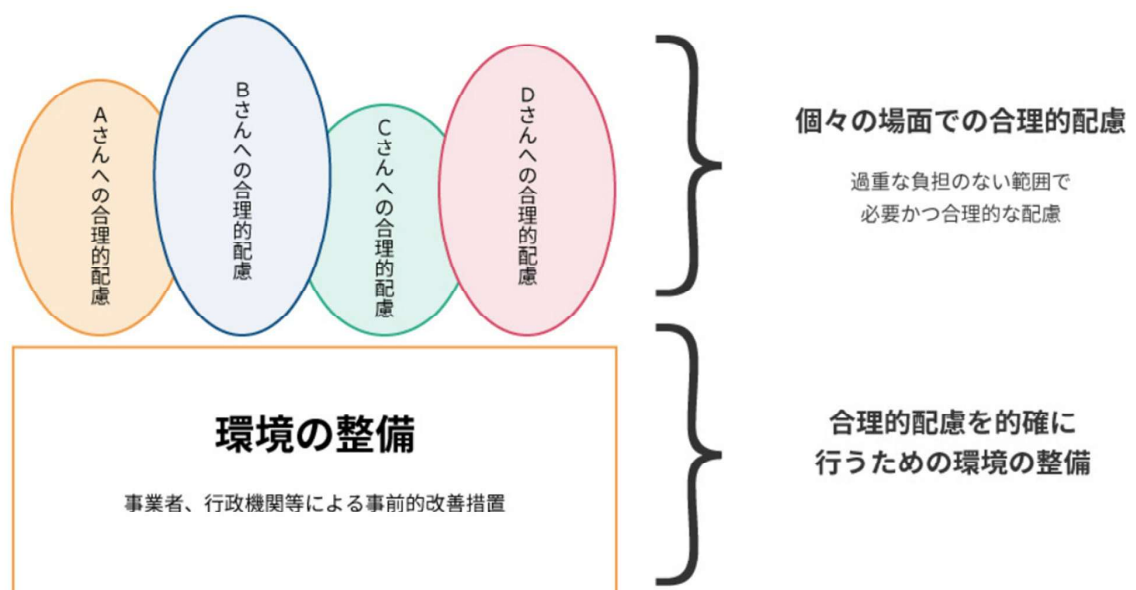 Aさんへの合理的配慮
Bさんへの合理的配慮
Cさんへの合理的配慮
Dさんへの合理的配慮
個々の場面での合理的配慮
過重な負担のない範囲で
必要かつ合理的な配慮
環境の整備
事業者、行政機関等による事前的改善措置
合理的配慮を的確に
行うための環境の整備